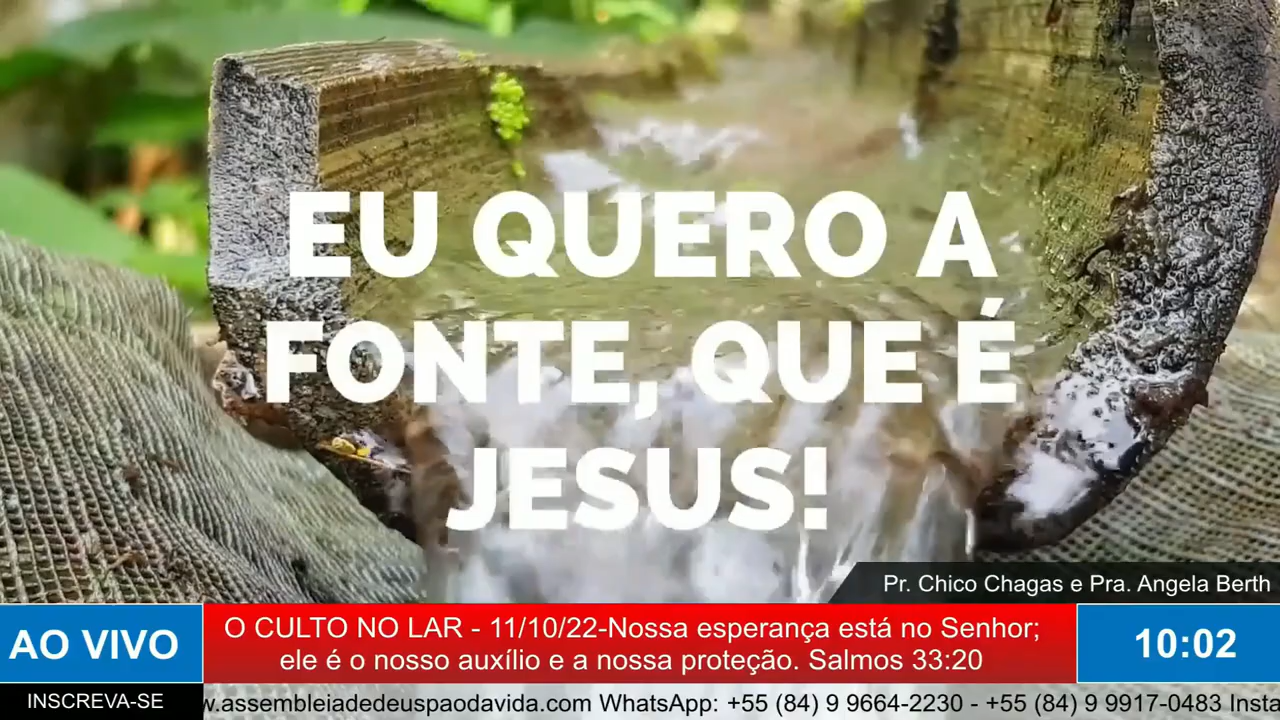 EU QUERO A
FONTE, QUE É
JESUS!
Pr. Chico Chagas e Pra. Angela Berth
AO VIVO
O CULTO NO LAR - 11/10/22-Nossa esperança está no Senhor;
ele é o nosso auxílio e a nossa proteção. Salmos 33:20
10:02
INSCREVA-SE
w.assembleiadedeuspaodavida.com WhatsApp: +55 (84) 9 9664-2230 - +55 (84) 9 9917-0483 Insta